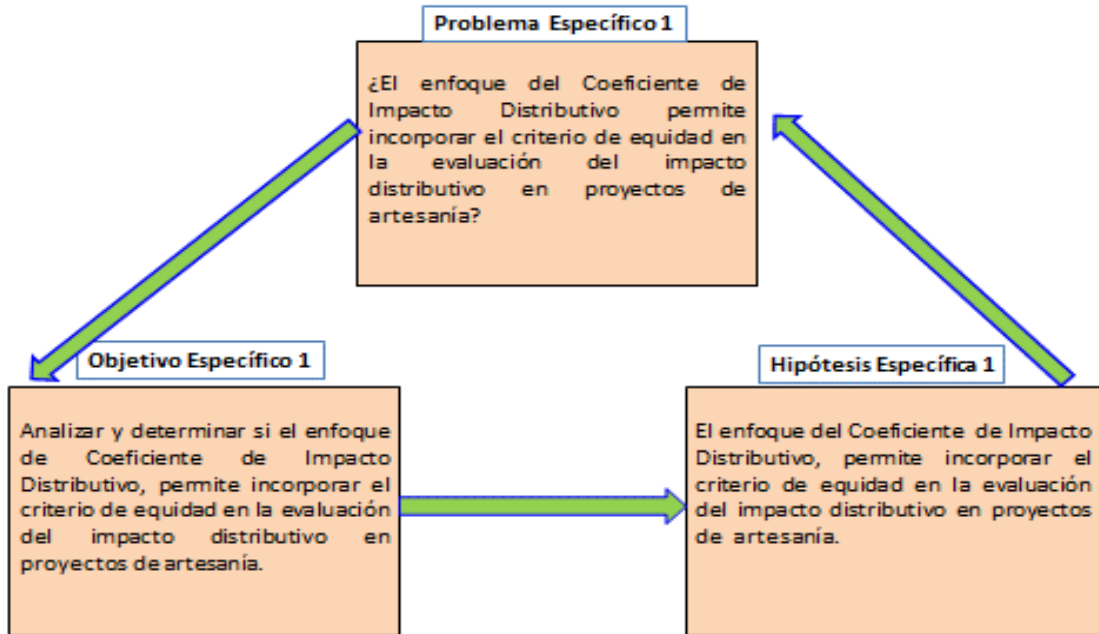 Problema Específico 1
¿El enfoque del Coeficiente de
Impacto Distributivo permite
incorporar el criterio de equidad en
la evaluación del impacto
distributivo en proyectos de
artesanía?
Objetivo Específico 1
Analizar y determinar si el enfoque
de Coeficiente de Impacto
Distributivo, permite incorporar el
criterio de equidad en la evaluación
del impacto distributivo en
proyectos de artesanía.
Hipótesis Específica 1
El enfoque del Coeficiente de Impacto
Distributivo, permite incorporar el
criterio de equidad en la evaluación
del impacto distributivo en proyectos
de artesanía.